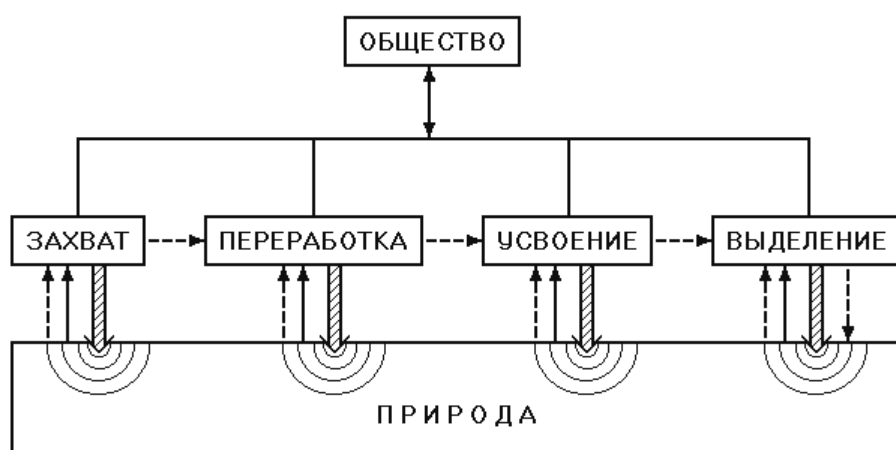 ОБЩЕСТВО
ЗАХВАТ
ПЕРЕРАБОТКА
УСВОЕНИЕ
ВЫДЕЛЕНИЕ
ПРИРОДА